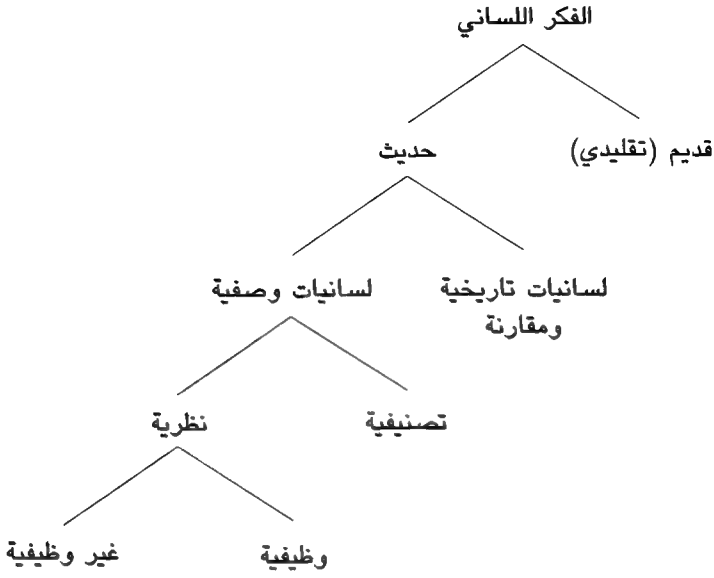 الفكر اللساني
قديم (تقليدي)
حديث
لسانيات تاريخية
ومقارنة
لسانيات وصفية
تصنيفية
نظرية
وظيفية
غير وظيفية